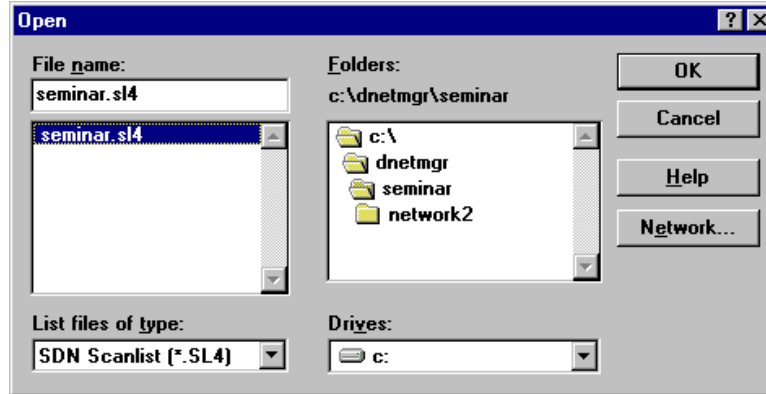 Open
File name:
seminar.sl4
seminar.sl4
List files of type:
SDN Scanlist (*.SL4)
Folders:
c:\dnetmgr\seminar
c:\
dnetmgr
seminar
network2
Drives:
c:
OK
Cancel
Help
Network...